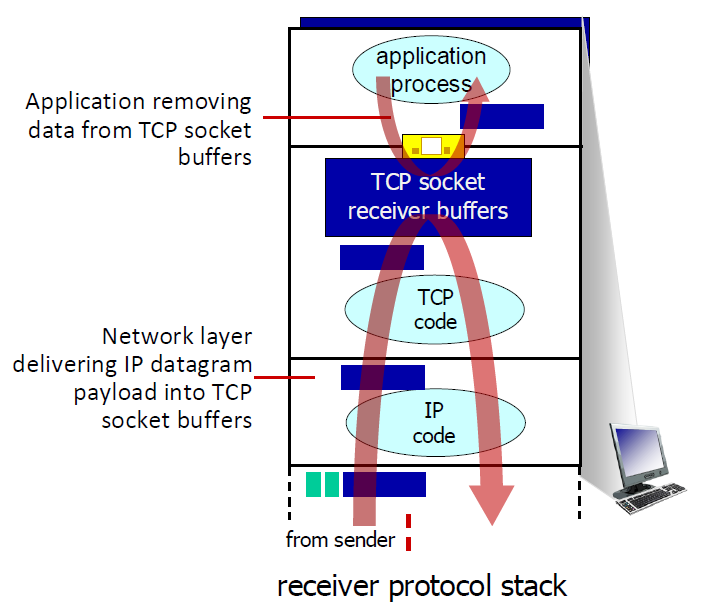 application
process
Application removing
data from TCP socket
buffers
TCP socket
receiver buffers
TCP
code
Network layer
delivering IP datagram
payload into TCP
socket buffers
IP
code
from sender
receiver protocol stack